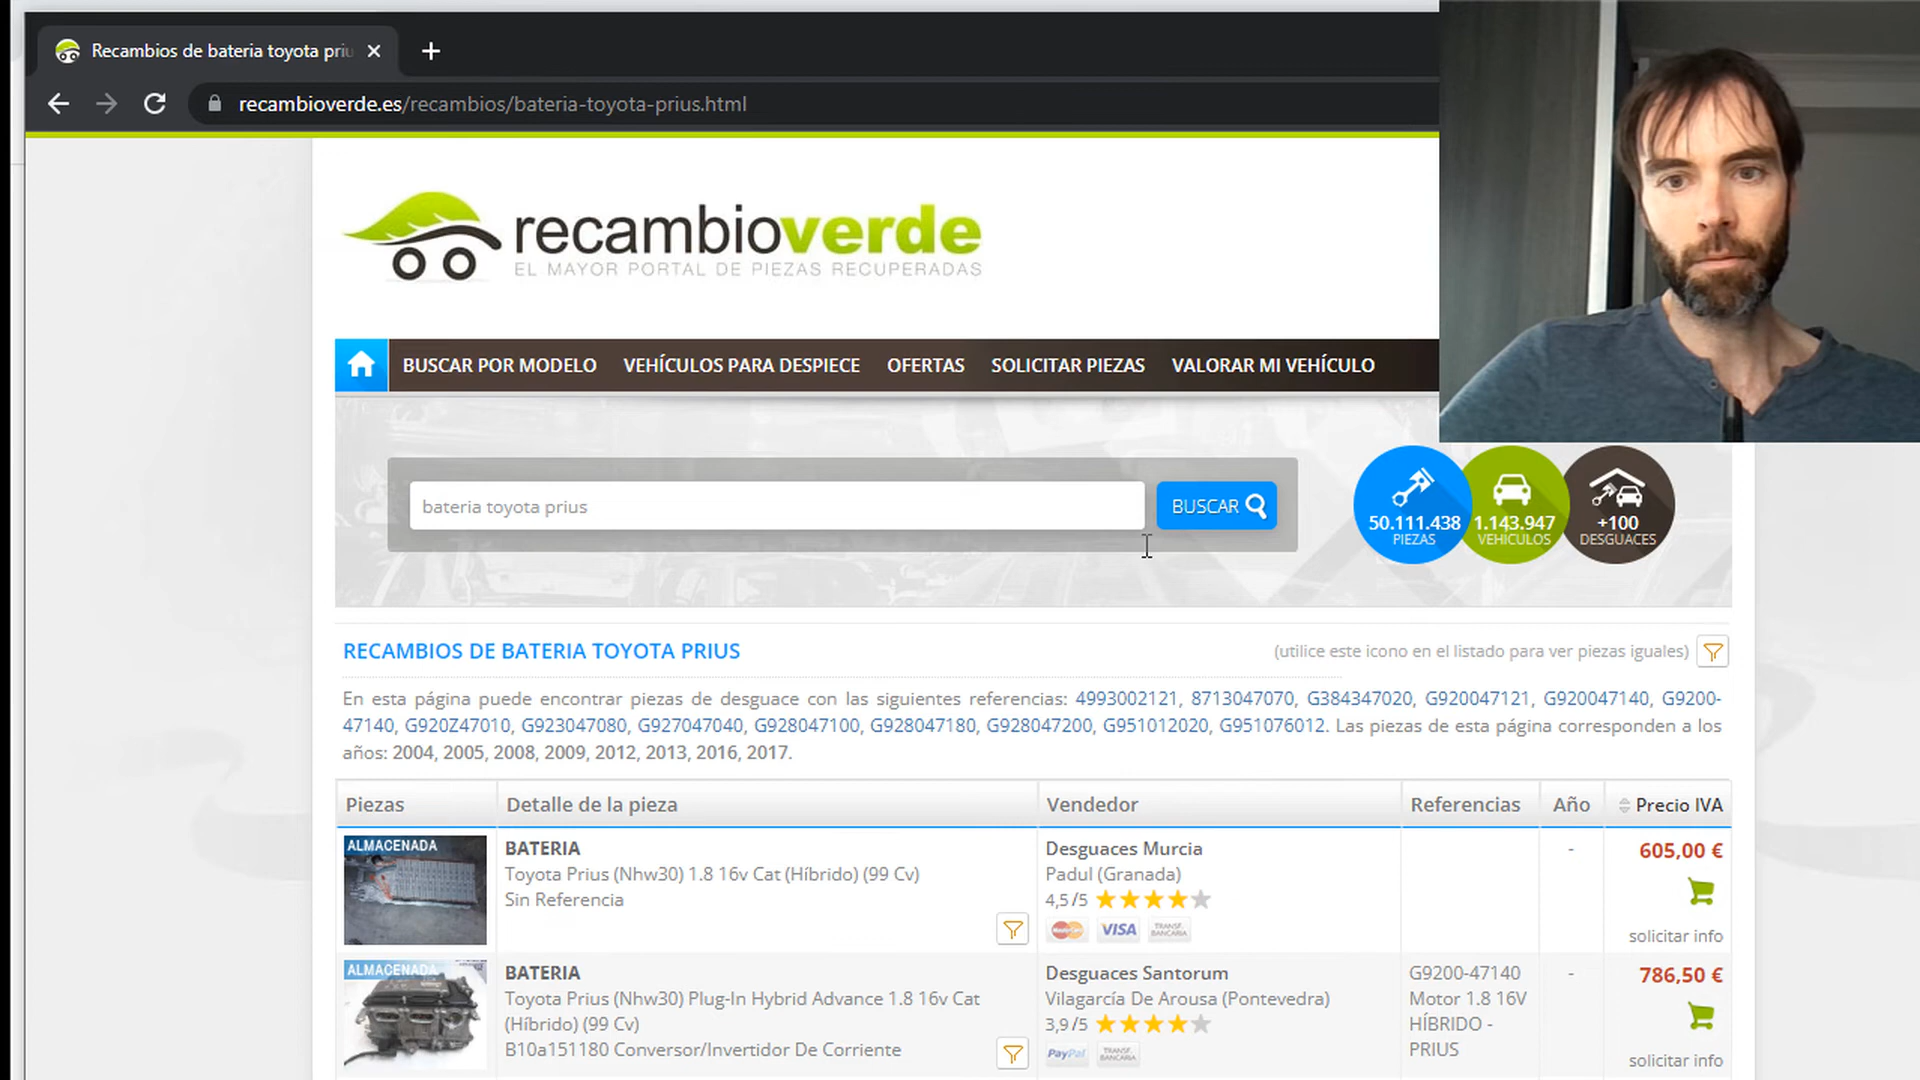 Recambios de bateria toyota priu
recambioverde.es/recambios/bateria-toyota-prius.html
recambioverde
EL MAYOR PORTAL DE PIEZAS RECUPERADAS
BUSCAR POR MODELO VEHÍCULOS PARA DESPIECE OFERTAS SOLICITAR PIEZAS VALORAR MI VEHÍCULO
bateria toyota prius BUSCAR
50.111.438 1.143.947 +100
PIEZAS VEHÍCULOS DESGUACES
RECAMBIOS DE BATERIA TOYOTA PRIUS (utilice este icono en el listado para ver piezas iguales)
En esta página puede encontrar piezas de desguace con las siguientes referencias: 4993002121, 8713047070, G384347020, G920047121, G920047140, G9200-
47140, G920Z47010, G923047080, G927047040, G928047100, G928047180, G928047200, G951012020, G951076012. Las piezas de esta página corresponden a los
años: 2004, 2005, 2008, 2009, 2012, 2013, 2016, 2017.
Piezas Detalle de la pieza Vendedor Referencias Año Precio IVA
ALMACENADA
BATERIA
Toyota Prius (Nhw30) 1.8 16v Cat (Híbrido) (99 Cv)
Sin Referencia
Desguaces Murcia
Padul (Granada)
4,5/5
MasterCard VISA TRANSF. BANCARIA
-
605,00 €
solicitar info
ALMACENADA
BATERIA
Toyota Prius (Nhw30) Plug-In Hybrid Advance 1.8 16v Cat
(Híbrido) (99 Cv)
B10a151180 Conversor/Invertidor De Corriente
Desguaces Santorum
Vilagarcía De Arousa (Pontevedra)
3,9/5
PayPal TRANSF. BANCARIA
G9200-47140
Motor 1.8 16V
HÍBRIDO -
PRIUS
-
786,50 €
solicitar info